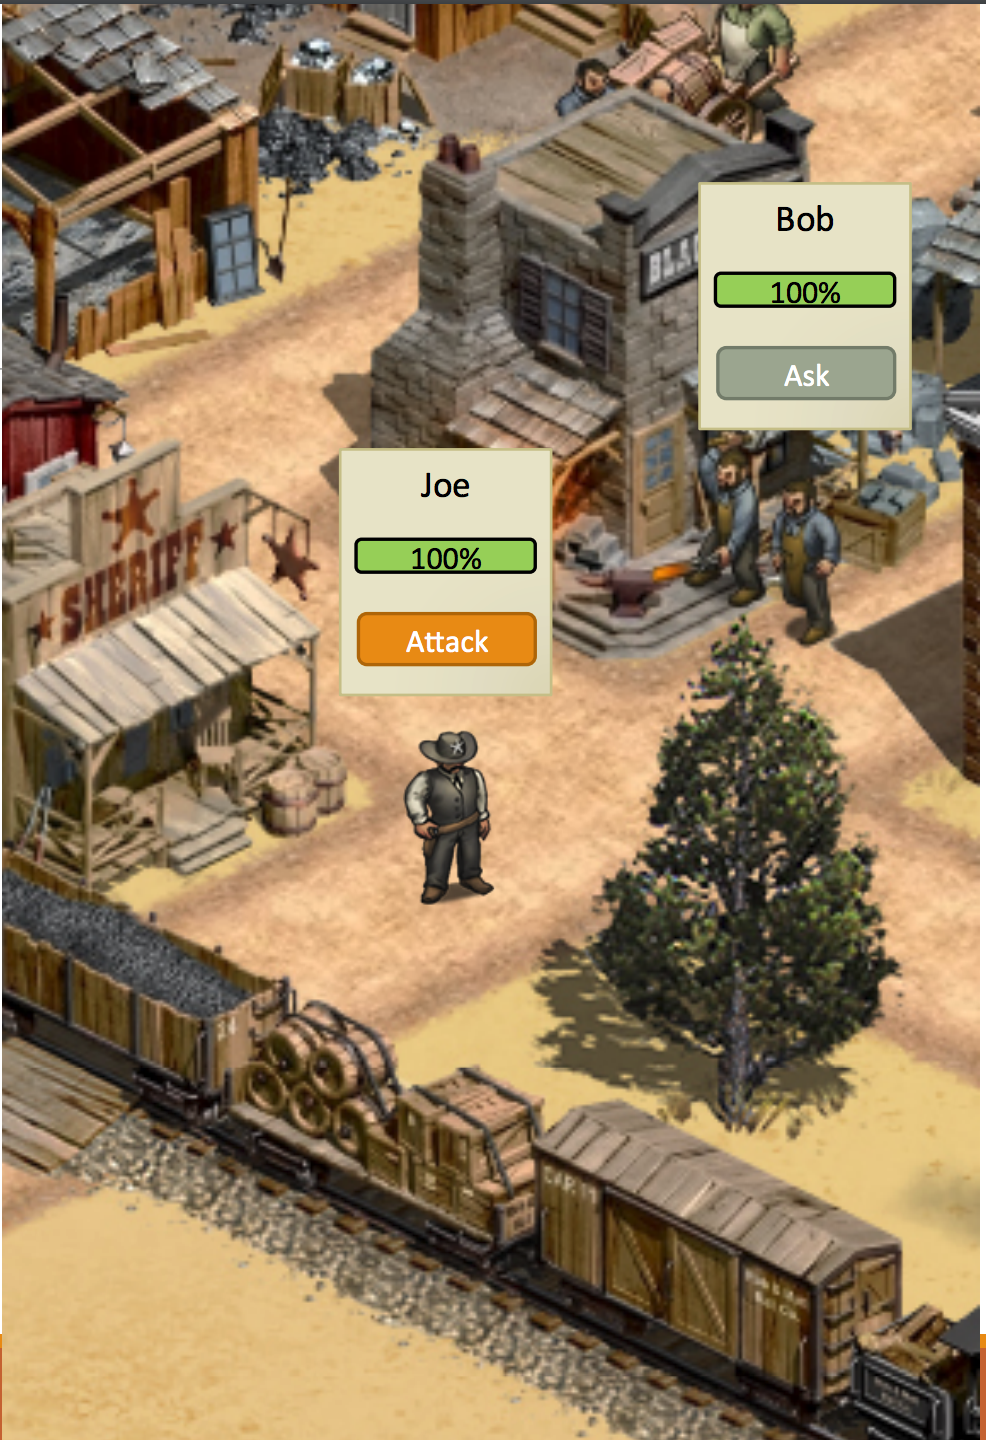 Bob
100%
Ask
Joe
100%
Attack
SHERIFF